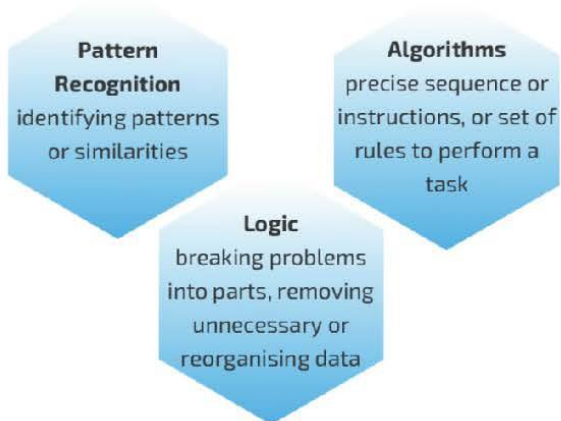 Pattern
Recognition
identifying patterns
or similarities
Algorithms
precise sequence or
instructions, or set of
rules to perform a
task
Logic
breaking problems
into parts, removing
unnecessary or
reorganising data